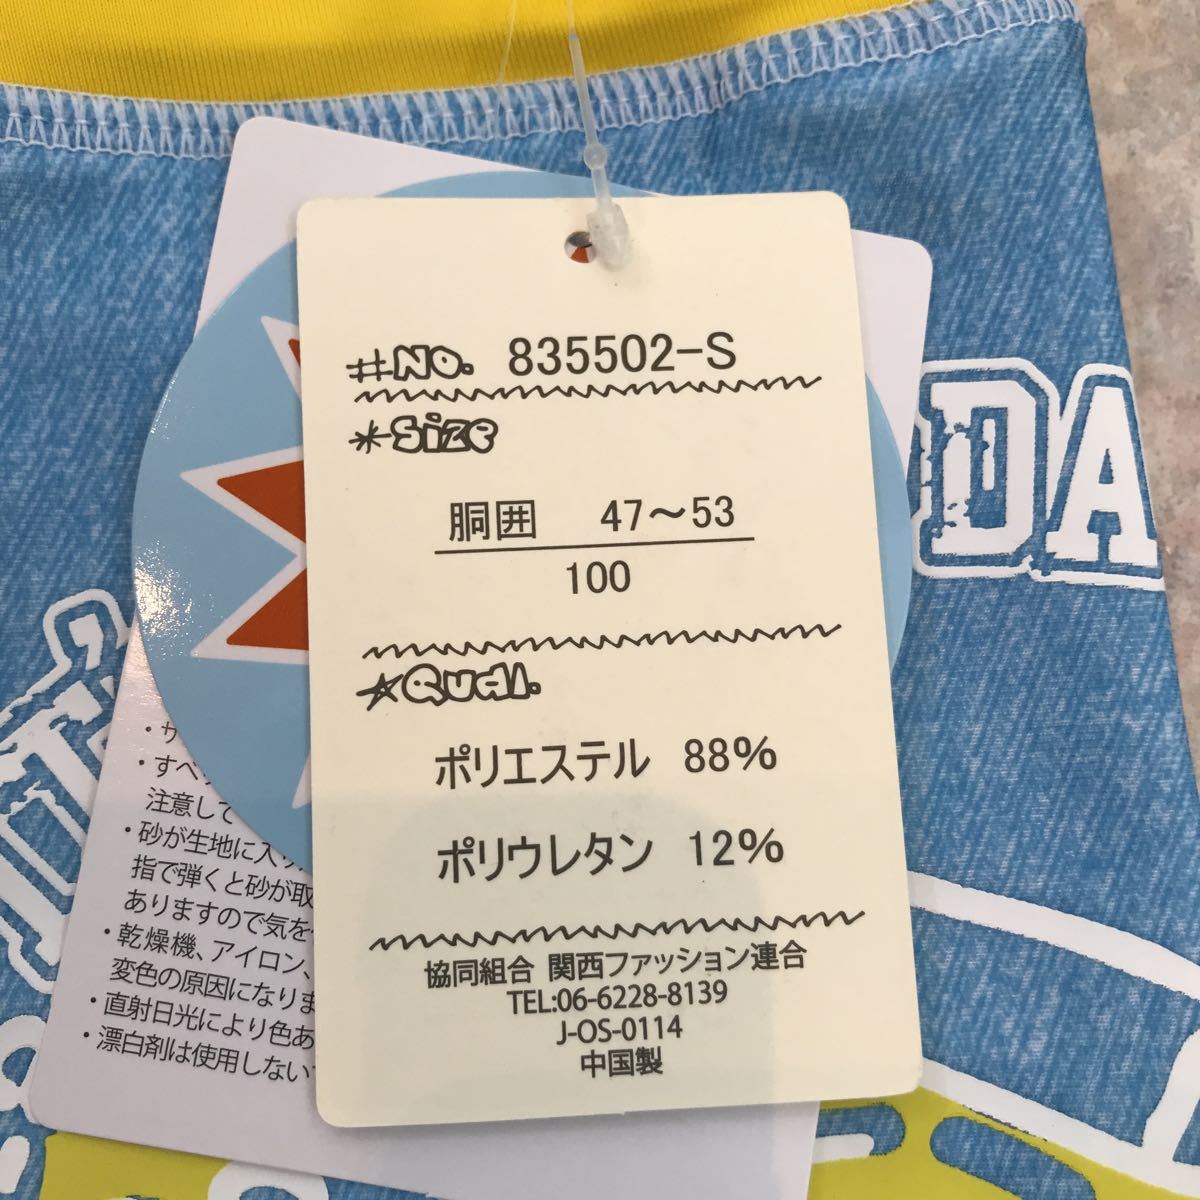 #No. 835502-S
*Size
胴囲 47～53
100
☆Qual.
ポリエステル 88%
ポリウレタン 12%
協同組合 関西ファッション連合
TEL:06-6228-8139
J-OS-0114
中国製
DA
・サ
・すべ
注意して
・砂が生地に入り
指で弾くと砂が取
ありますので気を
・乾燥機、アイロン、
変色の原因になりま
・直射日光により色あ
・漂白剤は使用しない